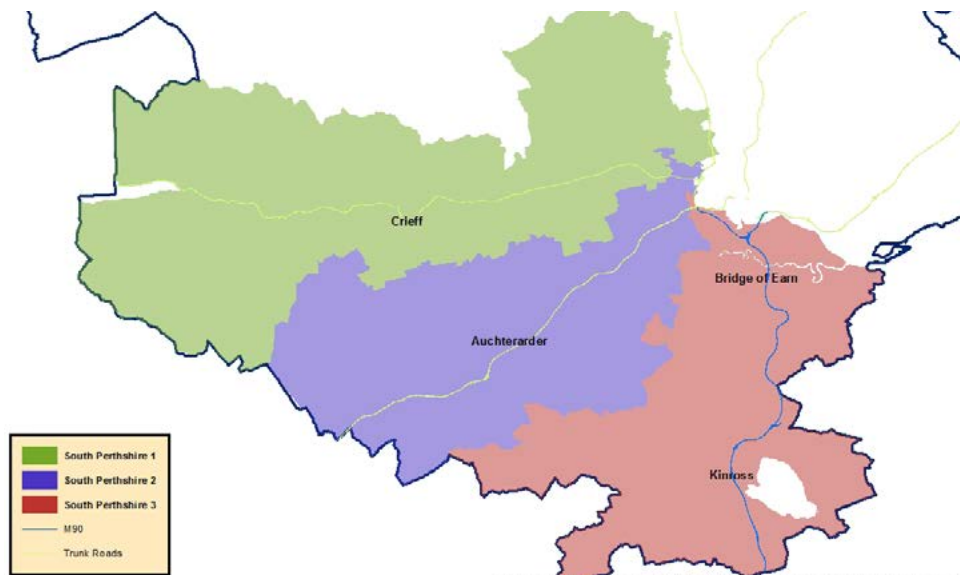 Crieff
Bridge of Earn
Auchterarder
Kinross
South Perthshire 1
South Perthshire 2
South Perthshire 3
M90
Trunk Roads